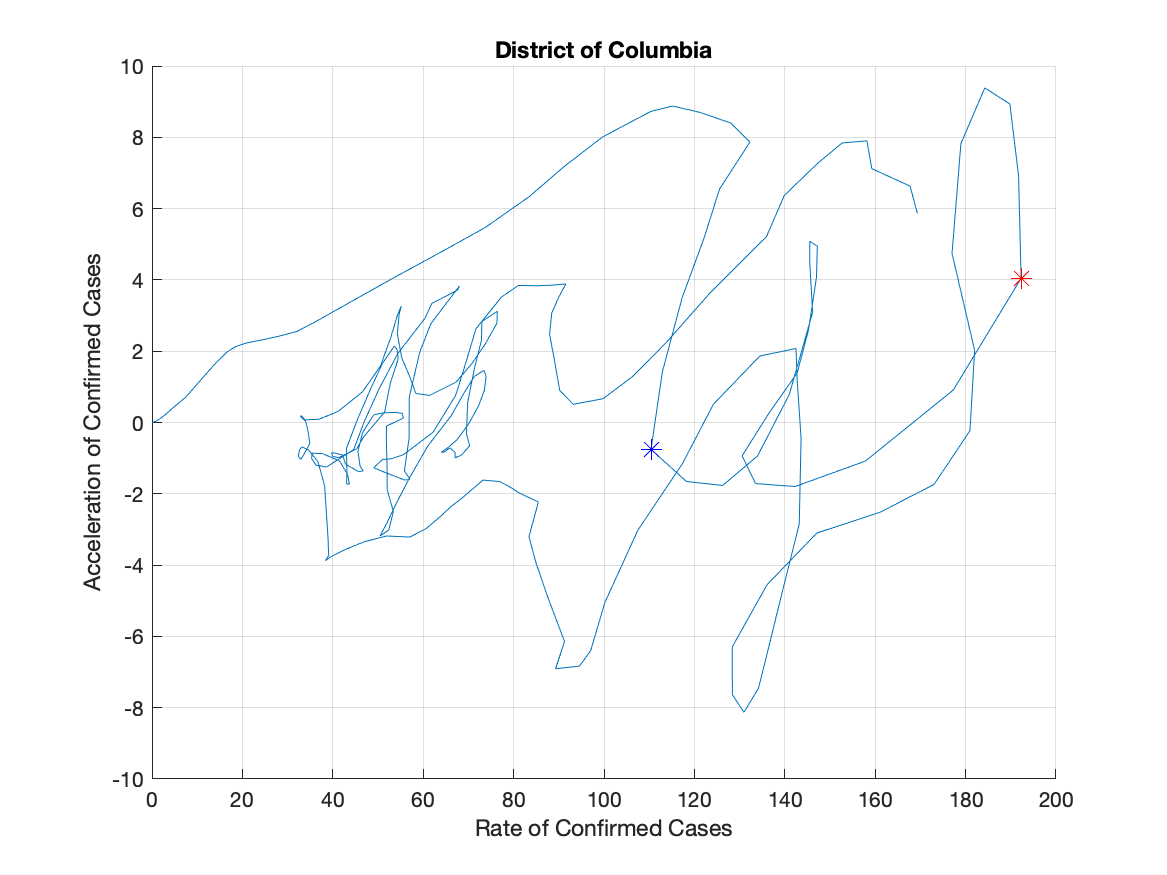 District of Columbia
10
8
6
4
2
0
-2
-4
-6
-8
-10
Acceleration of Confirmed Cases
0 20 40 60 80 100 120 140 160 180 200
Rate of Confirmed Cases